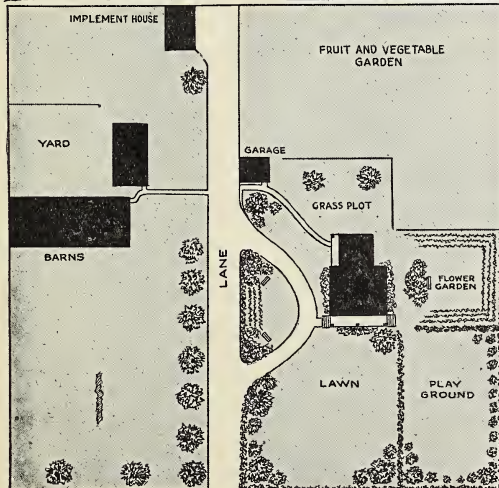 IMPLEMENT HOUSE
FRUIT AND VEGETABLE
GARDEN
YARD
GARAGE
GRASS PLOT
BARNS
LANE
FLOWER
GARDEN
LAWN
PLAY
GROUND